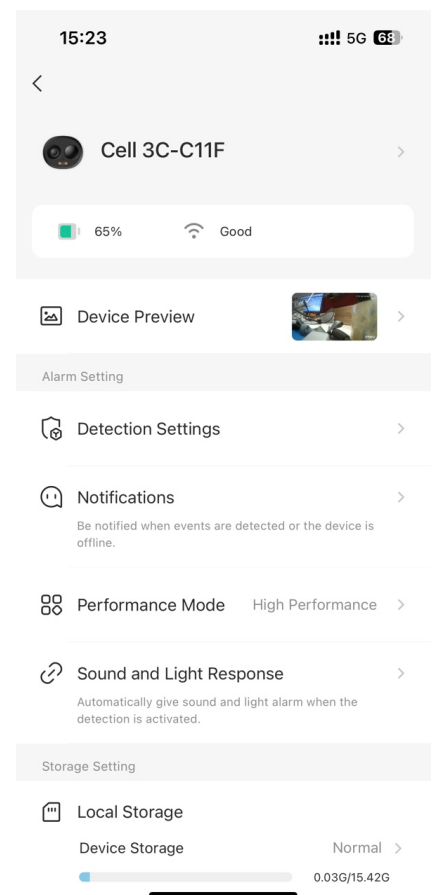 15:23
5G 68
Cell 3C-C11F
65%
Good
Device Preview
Alarm Setting
Detection Settings
Notifications
Be notified when events are detected or the device is
offline.
Performance Mode
High Performance
Sound and Light Response
Automatically give sound and light alarm when the
detection is activated.
Storage Setting
Local Storage
Device Storage
Normal
0.03G/15.42G